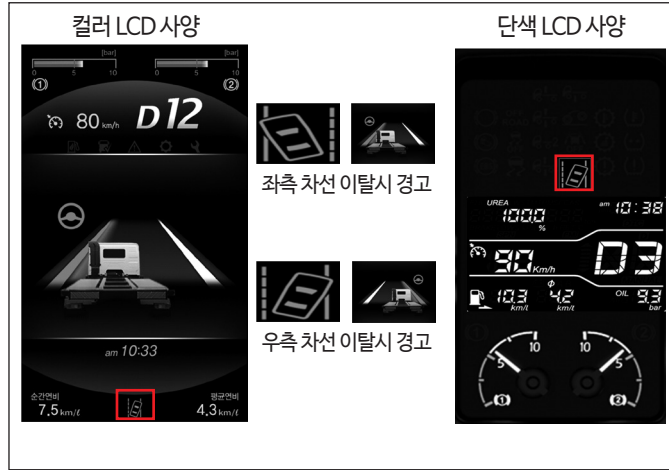 컬러 LCD 사양
단색 LCD 사양
[bar]
[bar]
0 5 10
0 5 10
(1)
(2)
80 km/h
D12
am 10:33
순간연비
7.5 km/ℓ
평균연비
4.3 km/ℓ
좌측 차선 이탈시 경고
우측 차선 이탈시 경고
UREA
100.0
%
am 10:38
90 Km/h
D3
10.3
km/ℓ
ϕ
4.2
km/ℓ
OIL 9.3
bar
10
5
(1)
10
5
(2)